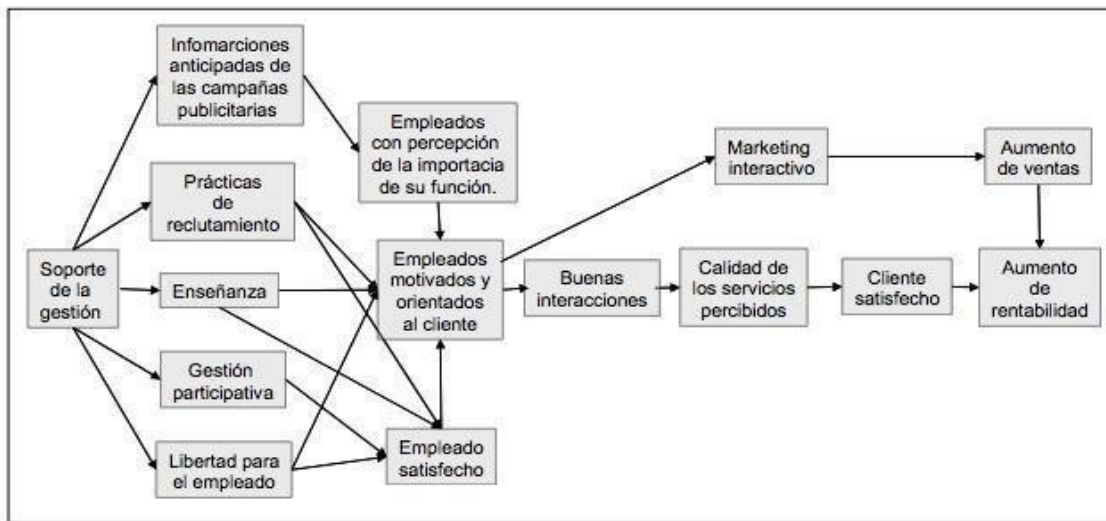 Infomarciones
anticipadas de
las campañas
publicitarias
Empleados
con percepción
de la importacia
de su función.
Marketing
interactivo
Aumento
de ventas
Prácticas
de
reclutamiento
Soporte
de la
gestión
Enseñanza
Empleados
motivados y
orientados
al cliente
Buenas
interacciones
Calidad de
los servicios
percibidos
Cliente
satisfecho
Aumento
de
rentabilidad
Gestión
participativa
Libertad para
el empleado
Empleado
satisfecho